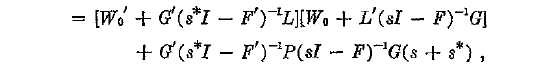 = [W₀′ + G′(s*I − F′)⁻¹L][W₀ + L′(sI − F)⁻¹G]
+ G′(s*I − F′)⁻¹P(sI − F)⁻¹G(s + s*) ,